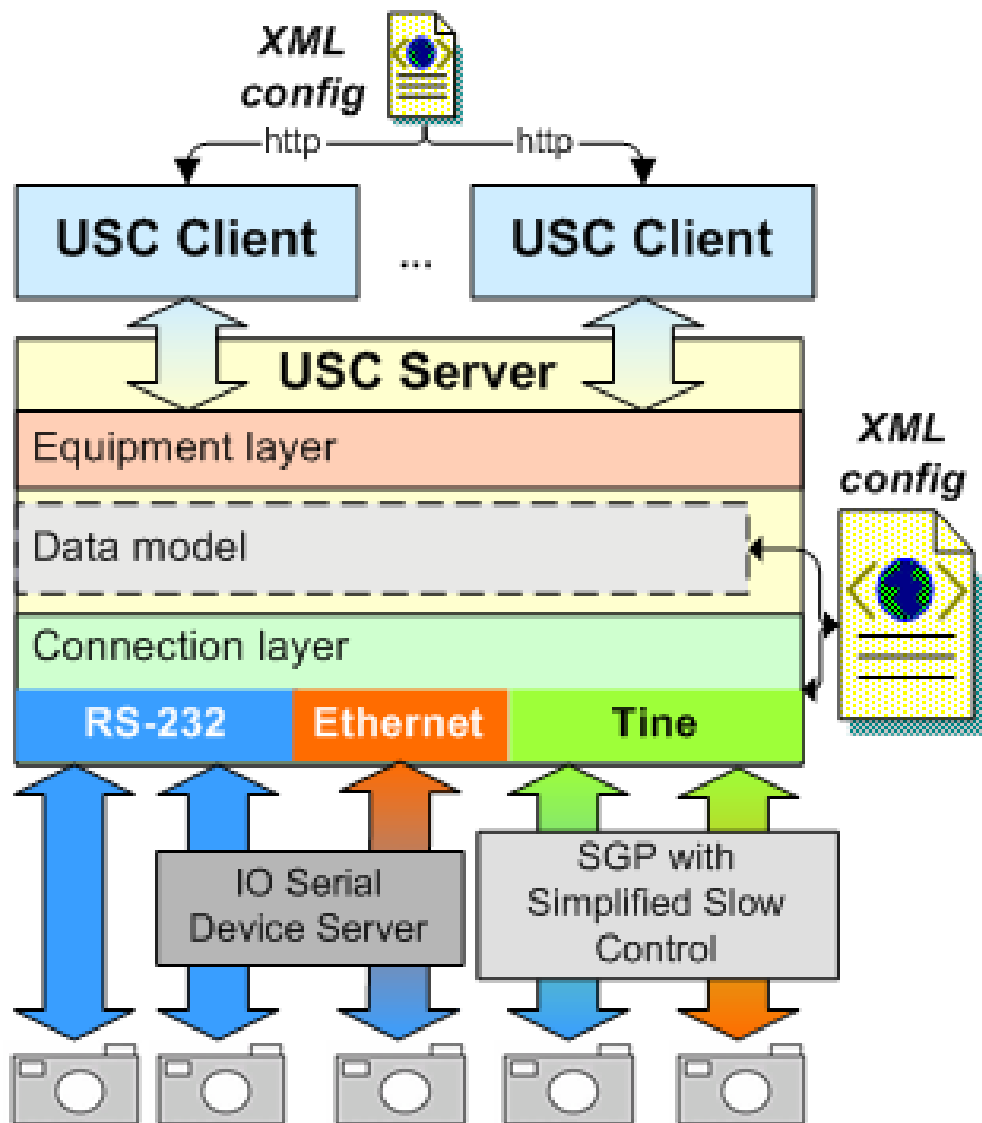 XML
config
http
http
USC Client
...
USC Client
USC Server
Equipment layer
XML
config
Data model
Connection layer
RS-232
Ethernet
Tine
IO Serial
Device Server
SGP with
Simplified Slow
Control